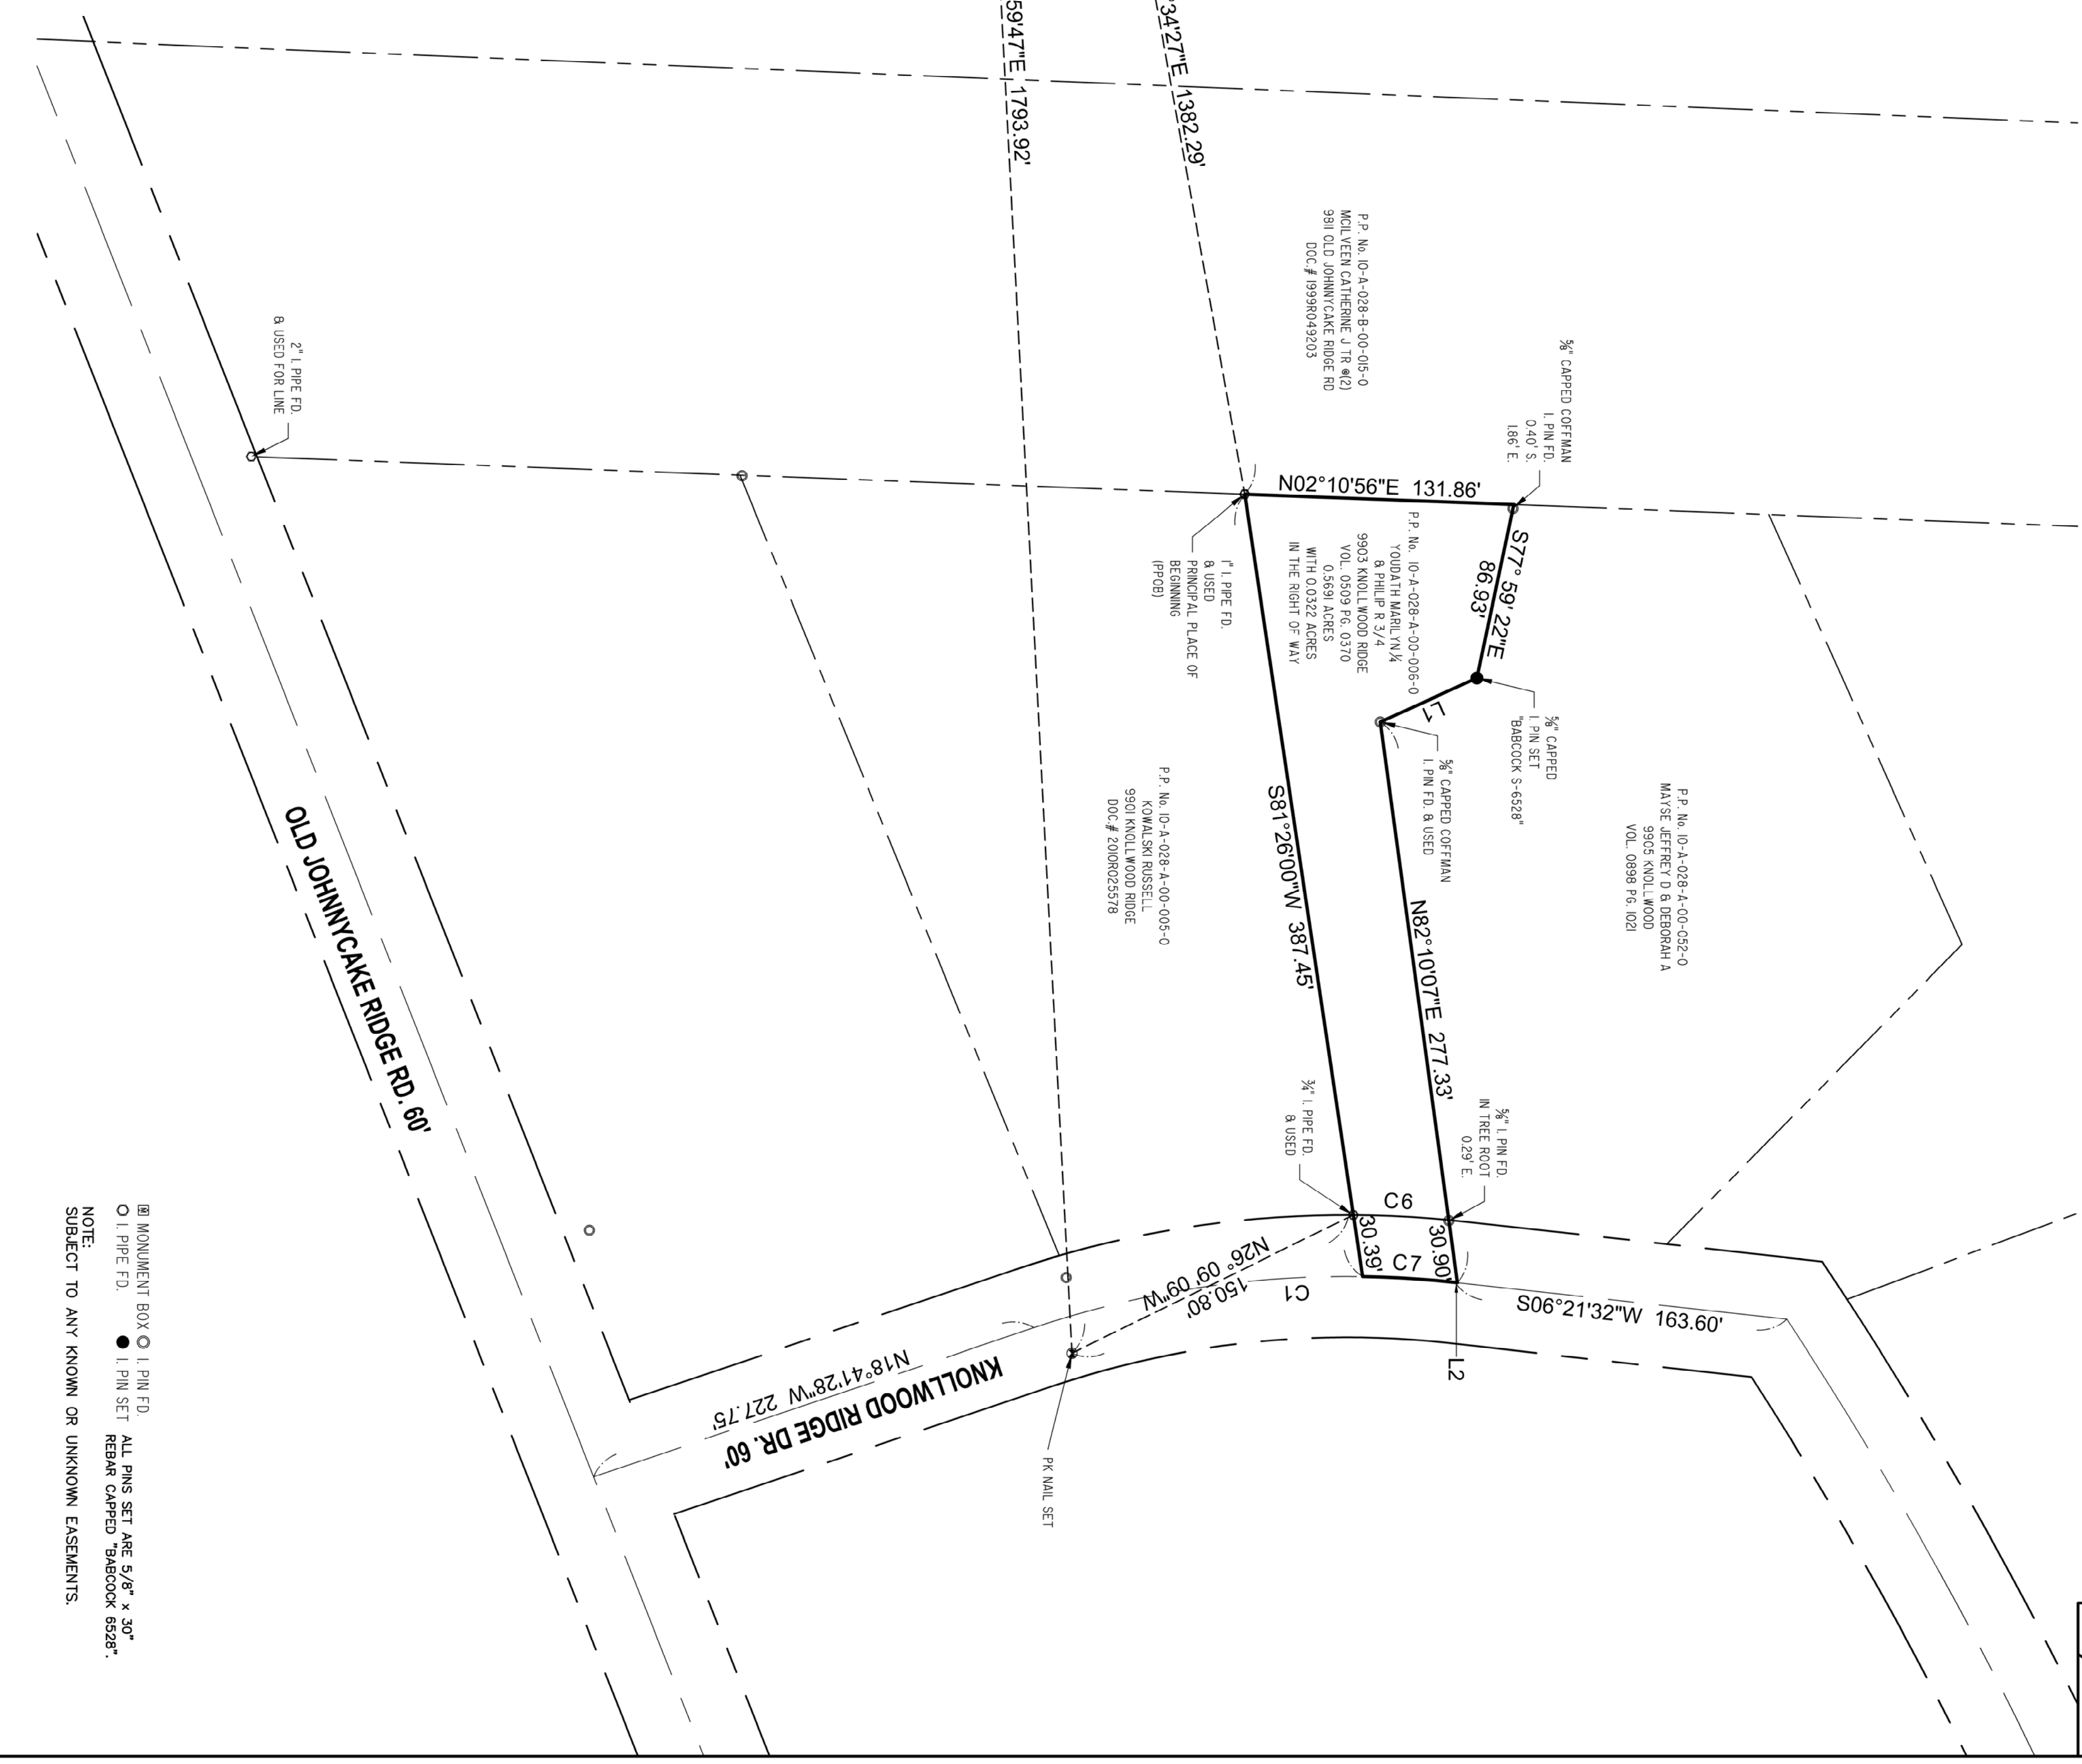 59'47"E 1793.92'
°34'27"E 1382.29'
P.P. No. 10-A-028-B-00-015-0
MCILVEEN CATHERINE J TR @(2)
9811 OLD JOHNNYCAKE RIDGE RD
DOC.# 1999R049203
⅝" CAPPED COFFMAN
I. PIN FD.
0.40' S.
1.86' E.
2" I. PIPE FD.
& USED FOR LINE
N02°10'56"E 131.86'
S77° 59' 22"E
86.93'
P.P. No. 10-A-028-A-00-006-0
YOUDATH MARILYN ¼
& PHILIP R 3/4
9903 KNOLLWOOD RIDGE
VOL. 0509 PG. 0370
0.5691 ACRES
WITH 0.0322 ACRES
IN THE RIGHT OF WAY
1" I. PIPE FD.
& USED
PRINCIPAL PLACE OF
BEGINNING
(PPOB)
L1
⅝" CAPPED
I. PIN SET
"BABCOCK S-6528"
⅝" CAPPED COFFMAN
I. PIN FD. & USED
P.P. No. 10-A-028-A-00-052-0
MAYSE JEFFREY D & DEBORAH A
9905 KNOLLWOOD
VOL. 0898 PG. 1021
P.P. No. 10-A-028-A-00-005-0
KOWALSKI RUSSELL
9901 KNOLLWOOD RIDGE
DOC.# 2010R025578
S81°26'00"W 387.45'
N82°10'07"E 277.33'
OLD JOHNNYCAKE RIDGE RD. 60'
¾" I. PIPE FD.
& USED
⅝" I. PIN FD.
IN TREE ROOT
0.29' E.
C6
30.39'
30.90'
C7
C1
N26° 09' 09"W
150.80'
S06°21'32"W 163.60'
L2
N18°41'28"W 227.75'
KNOLLWOOD RIDGE DR. 60'
PK NAIL SET
MONUMENT BOX
I. PIN FD.
I. PIPE FD.
I. PIN SET
ALL PINS SET ARE 5/8" x 30"
REBAR CAPPED "BABCOCK 6528".
NOTE:
SUBJECT TO ANY KNOWN OR UNKNOWN EASEMENTS.